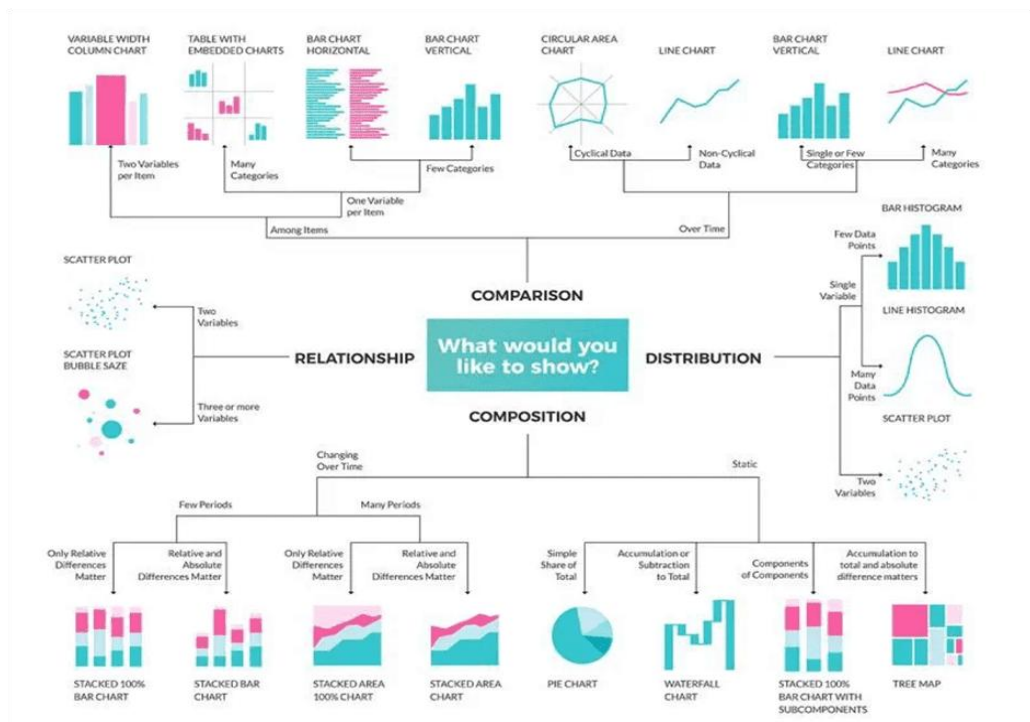 VARIABLE WIDTH
COLUMN CHART
TABLE WITH
EMBEDDED CHARTS
BAR CHART
HORIZONTAL
BAR CHART
VERTICAL
CIRCULAR AREA
CHART
LINE CHART
BAR CHART
VERTICAL
LINE CHART
Two Variables
per Item
Many
Categories
Few Categories
Cyclical Data
Non-Cyclical
Data
Single or Few
Categories
Many
Categories
One Variable
per Item
Among Items
Over Time
COMPARISON
What would you
like to show?
RELATIONSHIP
SCATTER PLOT
Two
Variables
SCATTER PLOT
BUBBLE SAZE
Three or more
Variables
DISTRIBUTION
BAR HISTOGRAM
Few Data
Points
Single
Variable
LINE HISTOGRAM
Many
Data
Points
SCATTER PLOT
Two
Variables
COMPOSITION
Changing
Over Time
Static
Few Periods
Many Periods
Only Relative
Differences
Matter
Relative and
Absolute
Differences Matter
Only Relative
Differences
Matter
Relative and
Absolute
Differences Matter
Simple
Share of
Total
Accumulation or
Subtraction
to Total
Components
of Components
Accumulation to
total and absolute
difference matters
STACKED 100%
BAR CHART
STACKED BAR
CHART
STACKED AREA
100% CHART
STACKED AREA
CHART
PIE CHART
WATERFALL
CHART
STACKED 100%
BAR CHART WITH
SUBCOMPONENTS
TREE MAP